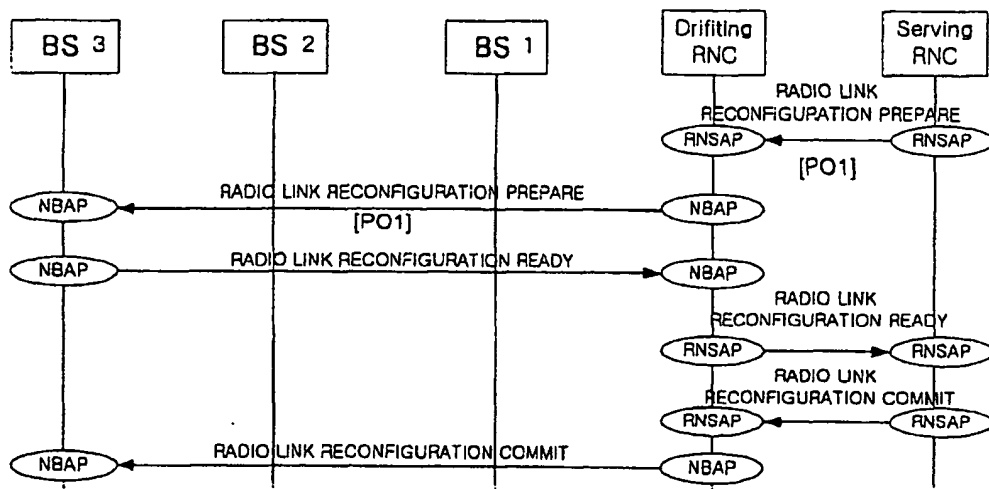 BS 3
BS 2
BS 1
Drifiting
RNC
Serving
RNC
RADIO LINK
RECONFIGUPATION PREPARE
RNSAP
RNSAP
[PO1]
RADIO LINK RECONFIGURATION PREPARE
NBAP
NBAP
[PO1]
NBAP
RADIO LINK RECONFIGURATION READY
NBAP
RADIO LINK
RECONFIGURATION READY
RNSAP
RNSAP
RADIO LINK
RECONFIGURATION COMMIT
RNSAP
RNSAP
RADIO LINK RECONFIGURATION COMMIT
NBAP
NBAP